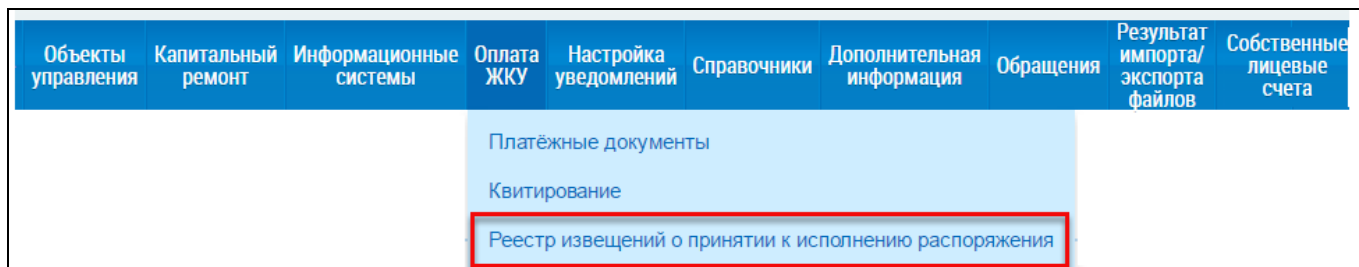 Объекты управления
Капитальный ремонт
Информационные системы
Оплата ЖКУ
Настройка уведомлений
Справочники
Дополнительная информация
Обращения
Результат импорта/ экспорта файлов
Собственные лицевые счета
Платёжные документы
Квитирование
Реестр извещений о принятии к исполнению распоряжения